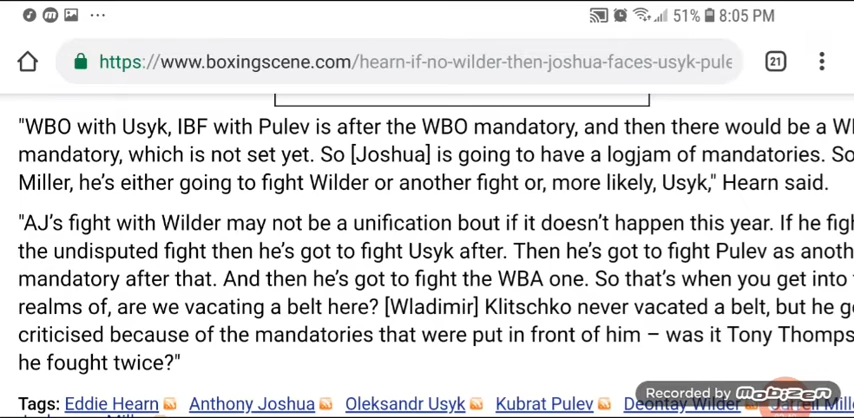 51% 8:05 PM
https://www.boxingscene.com/hearn-if-no-wilder-then-joshua-faces-usyk-pule
21
"WBO with Usyk, IBF with Pulev is after the WBO mandatory, and then there would be a
mandatory, which is not set yet. So [Joshua] is going to have a logjam of mandatories. So
Miller, he's either going to fight Wilder or another fight or, more likely, Usyk," Hearn said.
"AJ's fight with Wilder may not be a unification bout if it doesn't happen this year. If he
the undisputed fight then he's got to fight Usyk after. Then he's got to fight Pulev as
mandatory after that. And then he's got to fight the WBA one. So that's when you get into
realms of, are we vacating a belt here? [Wladimir] Klitschko never vacated a belt, but he
criticised because of the mandatories that were put in front of him – was it Tony
he fought twice?"
Tags: Eddie Hearn Anthony Joshua Oleksandr Usyk Kubrat Pulev Deontay Wilder
Recorded by mobizen